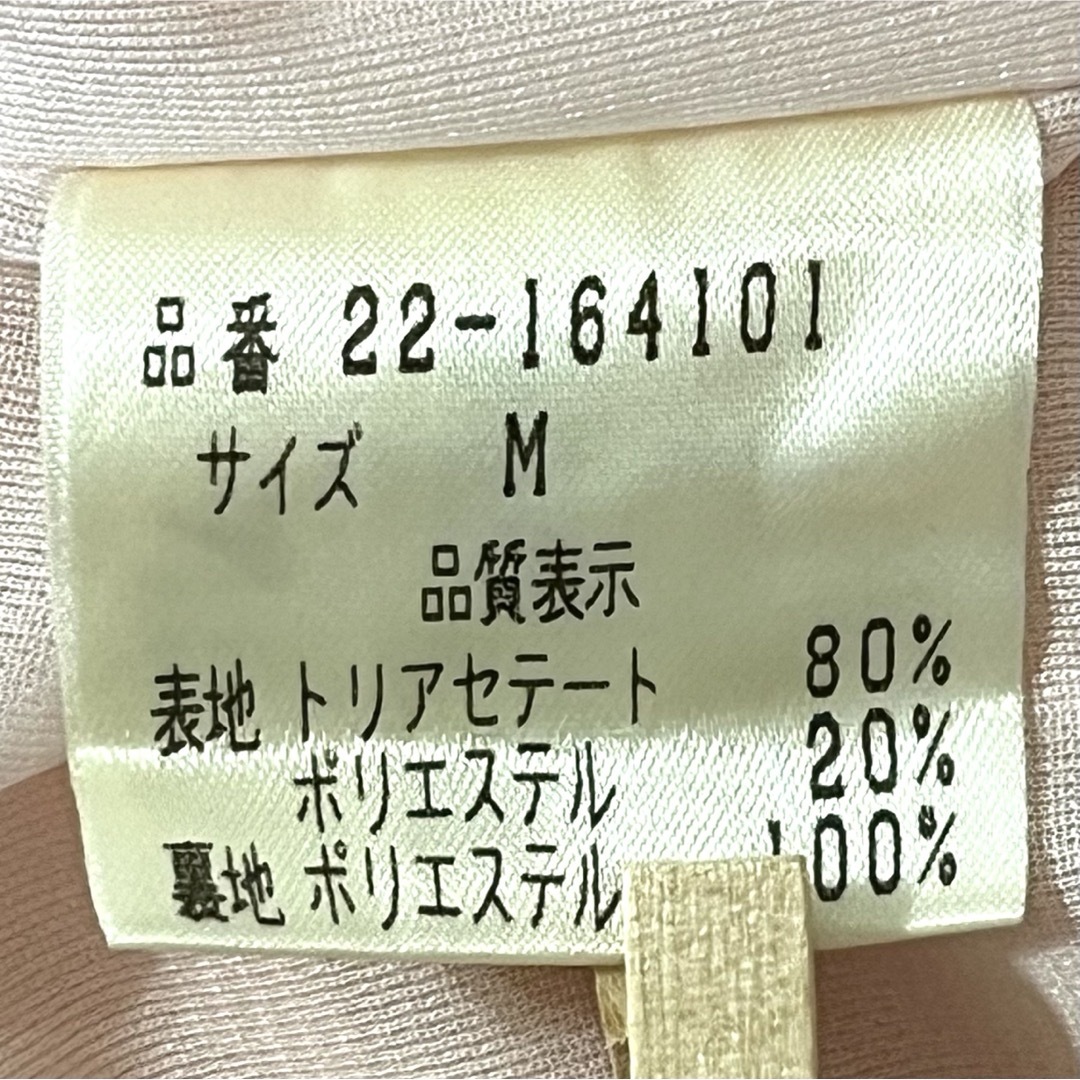 品番 22-164101
サイズ M
品質表示
表地 トリアセテート 80%
ポリエステル 20%
裏地 ポリエステル 100%